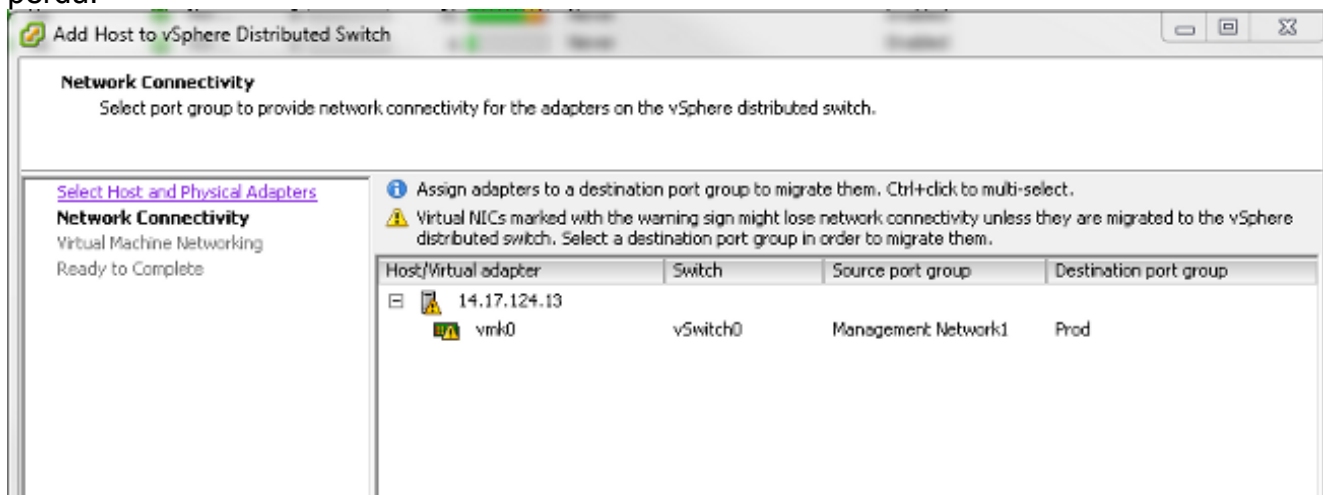 Add Host to vSphere Distributed Switch
Network Connectivity
Select port group to provide network connectivity for the adapters on the vSphere distributed switch.
Select Host and Physical Adapters
Network Connectivity
Virtual Machine Networking
Ready to Complete
Assign adapters to a destination port group to migrate them. Ctrl+click to multi-select.
Virtual NICs marked with the warning sign might lose network connectivity unless they are migrated to the vSphere
distributed switch. Select a destination port group in order to migrate them.
Host/Virtual adapter Switch Source port group Destination port group
14.17.124.13
vmk0 vSwitch0 Management Network1 Prod